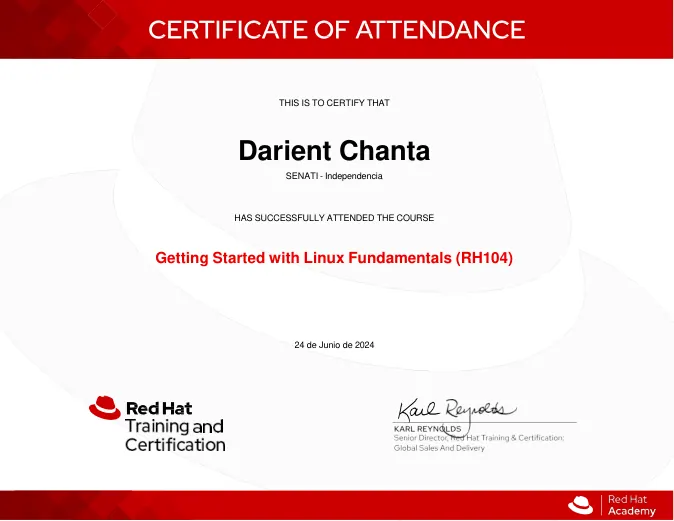 CERTIFICATE OF ATTENDANCE
THIS IS TO CERTIFY THAT
Darient Chanta
SENATI - Independencia
HAS SUCCESSFULLY ATTENDED THE COURSE
Getting Started with Linux Fundamentals (RH104)
24 de Junio de 2024
Red Hat
Training and
Certification
Karl Reynolds
KARL REYNOLDS
Senior Director, Red Hat Training & Certification;
Global Sales And Delivery
Red Hat
Academy